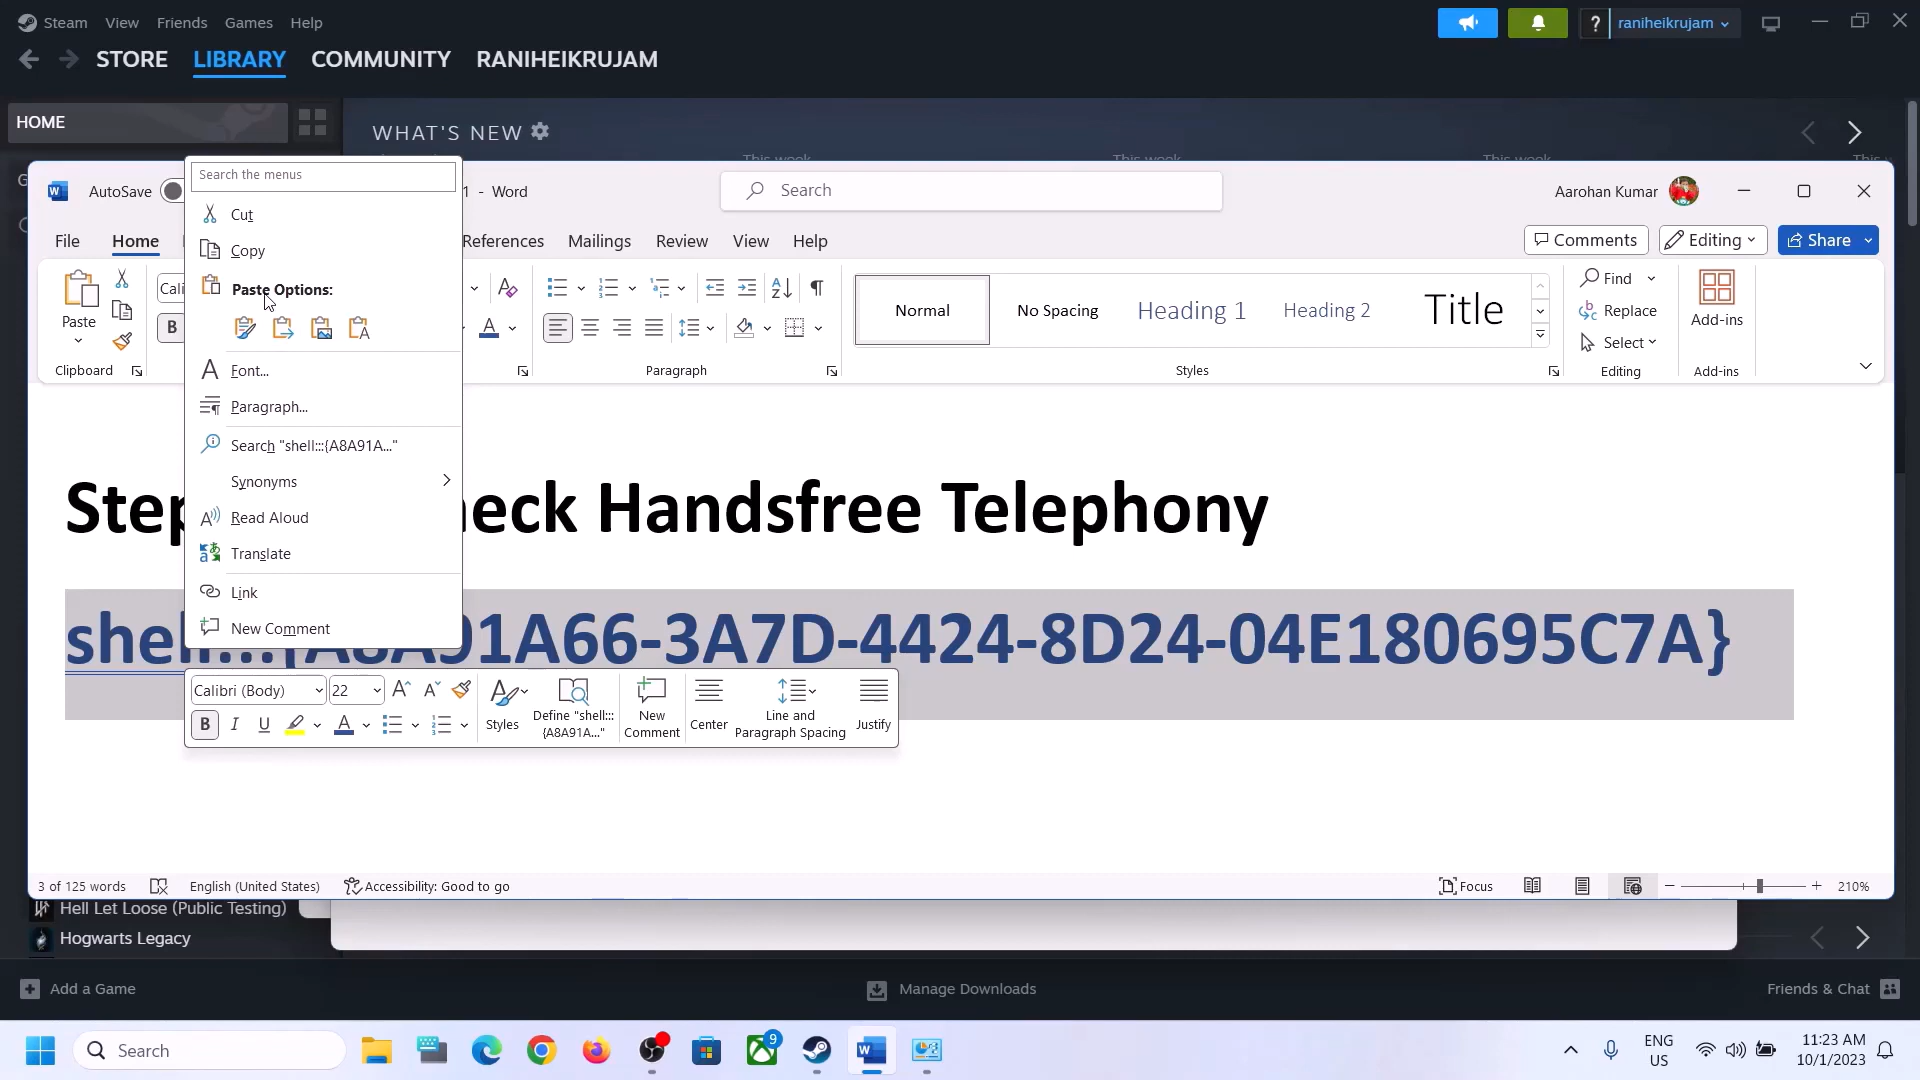 Steam View Friends Games Help
raniheikrujam
STORE LIBRARY COMMUNITY RANIHEIKRUJAM
HOME
WHAT'S NEW
This week This week This week
AutoSave
1 - Word
Search
Aarohan Kumar
File Home References Mailings Review View Help
Comments Editing Share
Search the menus
Cut
Copy
Paste Options:
Font...
Paragraph...
Search "shell:::{A8A91A..."
Synonyms
Read Aloud
Translate
Link
New Comment
Paste
Clipboard
Paragraph
Normal
No Spacing
Heading 1
Heading 2
Title
Styles
Find
Replace
Select
Editing
Add-ins
Add-ins
Step eck Handsfree Telephony
shell:::{A8A91A66-3A7D-4424-8D24-04E180695C7A}
Calibri (Body) 22
B I U
Styles
Define "shell:::
{A8A91A..."
New
Comment
Center
Line and
Paragraph Spacing
Justify
3 of 125 words English (United States) Accessibility: Good to go
Focus
210%
Hell Let Loose (Public Testing)
Hogwarts Legacy
Add a Game
Manage Downloads
Friends & Chat
Search
9
ENG
US
11:23 AM
10/1/2023